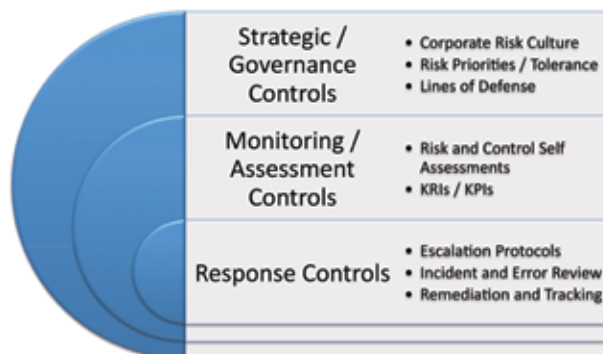 Strategic /
Governance
Controls
• Corporate Risk Culture
• Risk Priorities / Tolerance
• Lines of Defense
Monitoring /
Assessment
Controls
• Risk and Control Self
Assessments
• KRIs / KPIs
Response Controls
• Escalation Protocols
• Incident and Error Review
• Remediation and Tracking